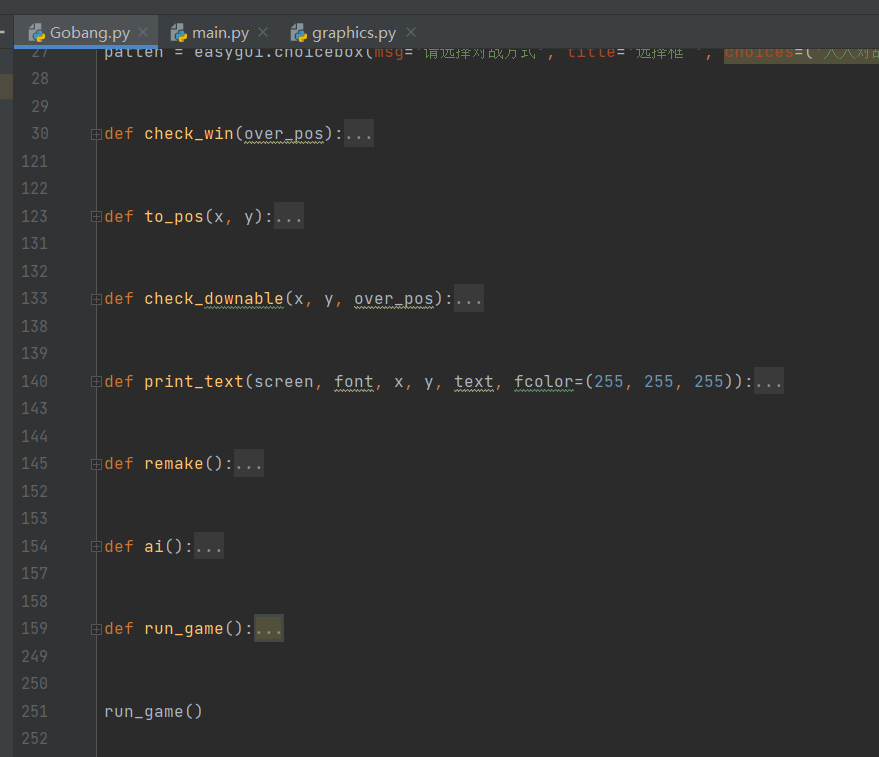 Gobang.py main.py graphics.py
27 patten = easygui.choicebox(msg='请选择对战方式', title='选择框 ', choices=('人人对战
28
29
30 def check_win(over_pos):...
121
122
123 def to_pos(x, y):...
131
132
133 def check_downable(x, y, over_pos):...
138
139
140 def print_text(screen, font, x, y, text, fcolor=(255, 255, 255)):...
143
144
145 def remake():...
152
153
154 def ai():...
157
158
159 def run_game():...
249
250
251 run_game()
252